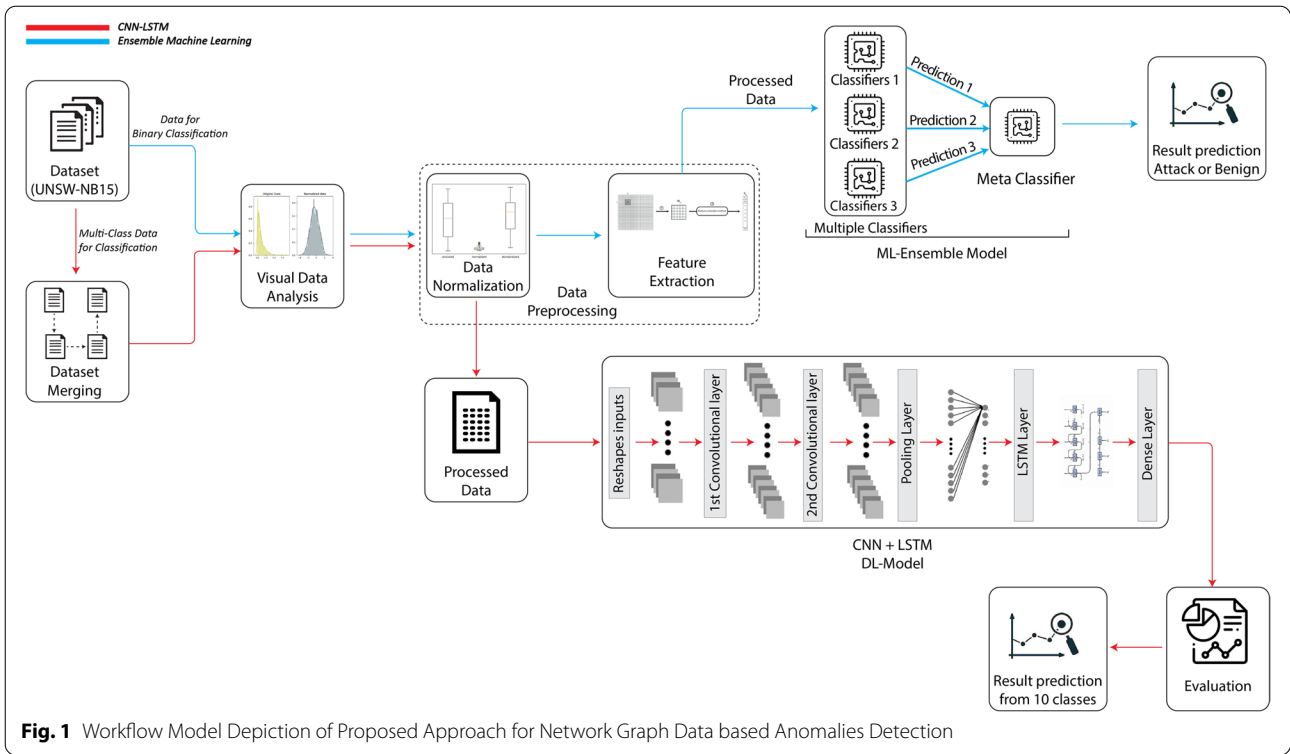 CNN-LSTM
Ensemble Machine Learning
Dataset
(UNSW-NB15)
Data for
Binary Classification
Multi-Class Data
for Classification
Dataset
Merging
Visual Data
Analysis
Data
Normalization
Feature
Extraction
Data
Preprocessing
Processed
Data
Classifiers 1
Classifiers 2
Classifiers 3
Multiple Classifiers
ML-Ensemble Model
Prediction 1
Prediction 2
Prediction 3
Meta Classifier
Result prediction
Attack or Benign
Processed
Data
Reshapes inputs
1st Convolutional layer
2nd Convolutional layer
Pooling Layer
LSTM Layer
Dense Layer
CNN + LSTM
DL-Model
Evaluation
Result prediction
from 10 classes
Fig. 1 Workflow Model Depiction of Proposed Approach for Network Graph Data based Anomalies Detection